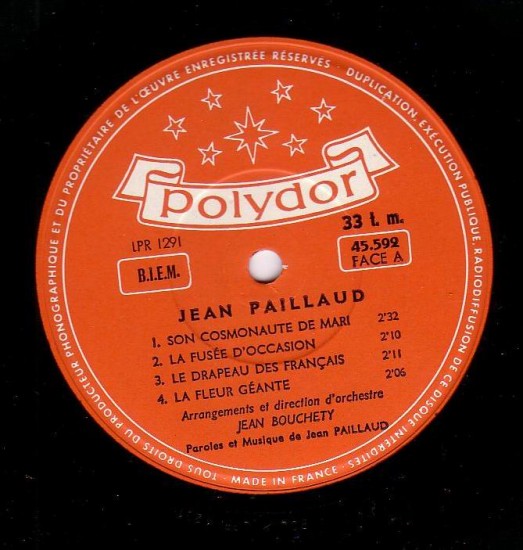 TOUS DROITS DU PRODUCTEUR PHONOGRAPHIQUE ET DU PROPRIÉTAIRE DE L'ŒUVRE ENREGISTRÉE RÉSERVÉS - DUPLICATION, EXÉCUTION PUBLIQUE, RADIODIFFUSION DE CE DISQUE INTERDITES -
polydor
LPR 1291
33 t. m.
B.I.E.M.
45.592
FACE A
JEAN PAILLAUD
1. SON COSMONAUTE DE MARI 2'32
2. LA FUSÉE D'OCCASION 2'10
3. LE DRAPEAU DES FRANÇAIS 2'11
4. LA FLEUR GÉANTE 2'06
Arrangements et direction d'orchestre
JEAN BOUCHETY
Paroles et Musique de Jean PAILLAUD
MADE IN FRANCE